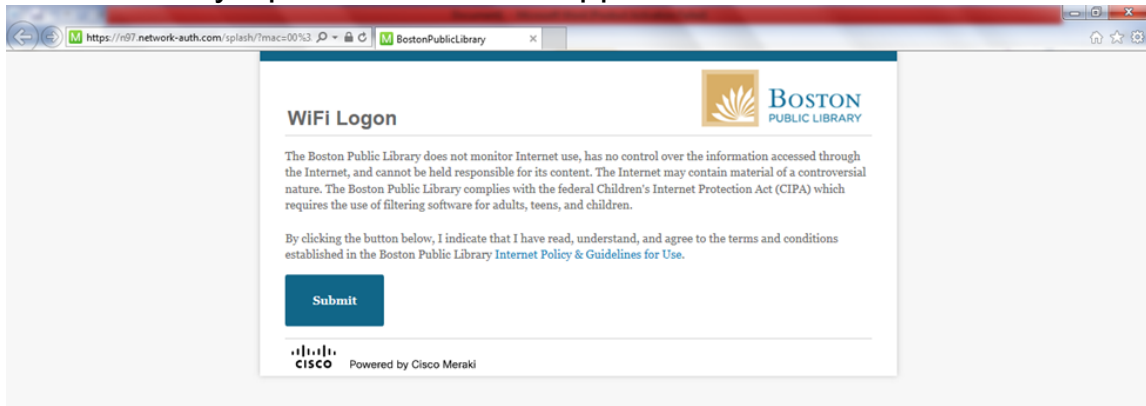 https://n97.network-auth.com/splash/?mac=00%3
BostonPublicLibrary
BOSTON
PUBLIC LIBRARY
WiFi Logon
The Boston Public Library does not monitor Internet use, has no control over the information accessed through
the Internet, and cannot be held responsible for its content. The Internet may contain material of a controversial
nature. The Boston Public Library complies with the federal Children's Internet Protection Act (CIPA) which
requires the use of filtering software for adults, teens, and children.
By clicking the button below, I indicate that I have read, understand, and agree to the terms and conditions
established in the Boston Public Library Internet Policy & Guidelines for Use.
Submit
CISCO Powered by Cisco Meraki